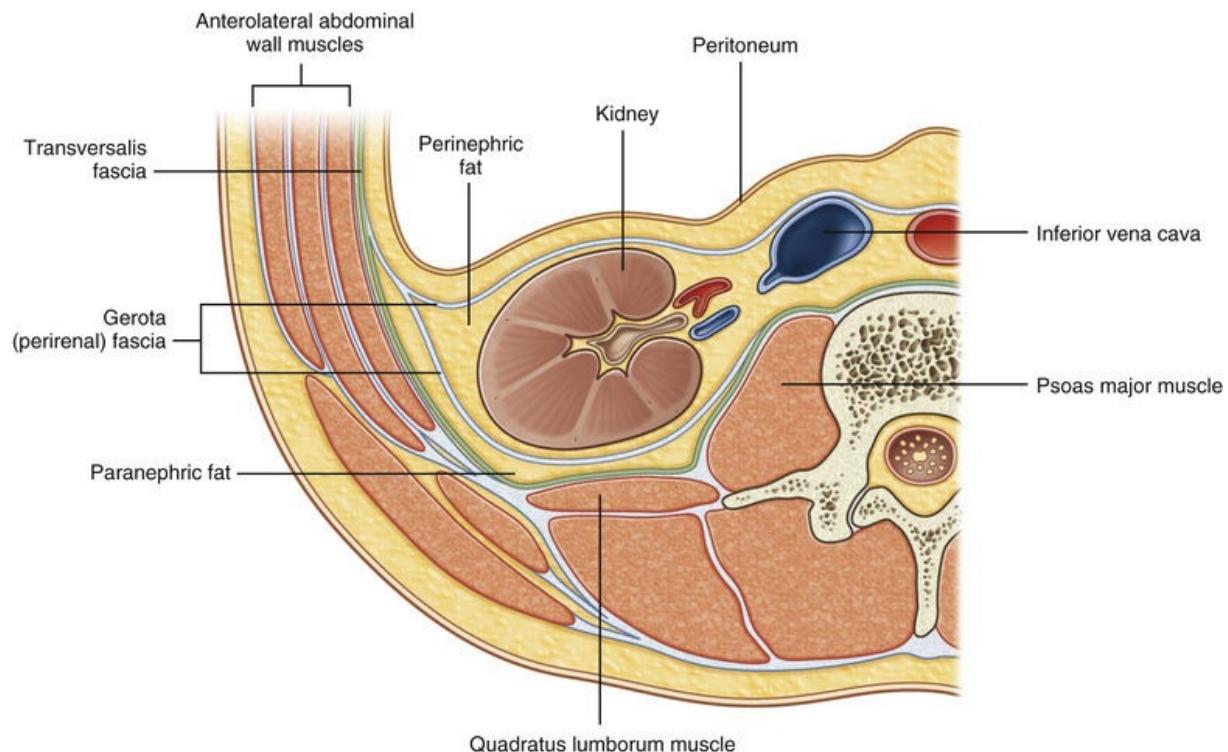 Anterolateral abdominal
wall muscles
Peritoneum
Kidney
Transversalis
fascia
Perinephric
fat
Inferior vena cava
Gerota
(perirenal) fascia
Psoas major muscle
Paranephric fat
Quadratus lumborum muscle